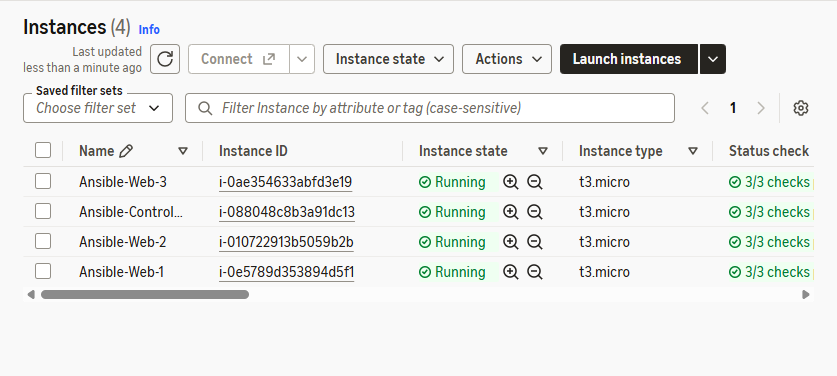 Instances (4) Info
Last updated
less than a minute ago
Connect
Instance state
Actions
Launch instances
Saved filter sets
Choose filter set
Filter Instance by attribute or tag (case-sensitive)
1
Name Instance ID Instance state Instance type Status check
Ansible-Web-3 i-0ae354633abfd3e19 Running t3.micro 3/3 checks
Ansible-Control... i-088048c8b3a91dc13 Running t3.micro 3/3 checks
Ansible-Web-2 i-010722913b5059b2b Running t3.micro 3/3 checks
Ansible-Web-1 i-0e5789d353894d5f1 Running t3.micro 3/3 checks